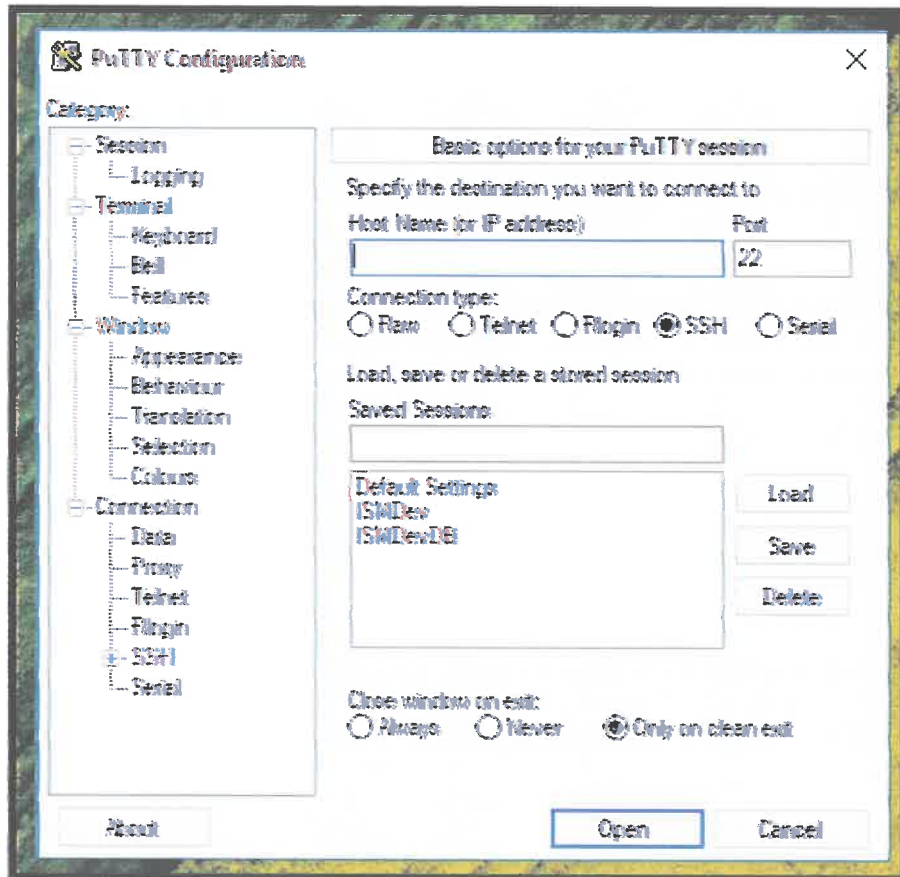 PuTTY Configuration
Category:
Session
Logging
Terminal
Keyboard
Bell
Features
Window
Appearance
Behaviour
Translation
Selection
Colours
Connection
Data
Proxy
Telnet
Rlogin
SSH
Serial
Basic options for your PuTTY session
Specify the destination you want to connect to
Host Name (or IP address) Port
22
Connection type:
Raw Telnet Rlogin SSH Serial
Load, save or delete a stored session
Saved Sessions
Default Settings
ISMDev
ISMDevDB
Load
Save
Delete
Close window on exit:
Always Never Only on clean exit
About Open Cancel